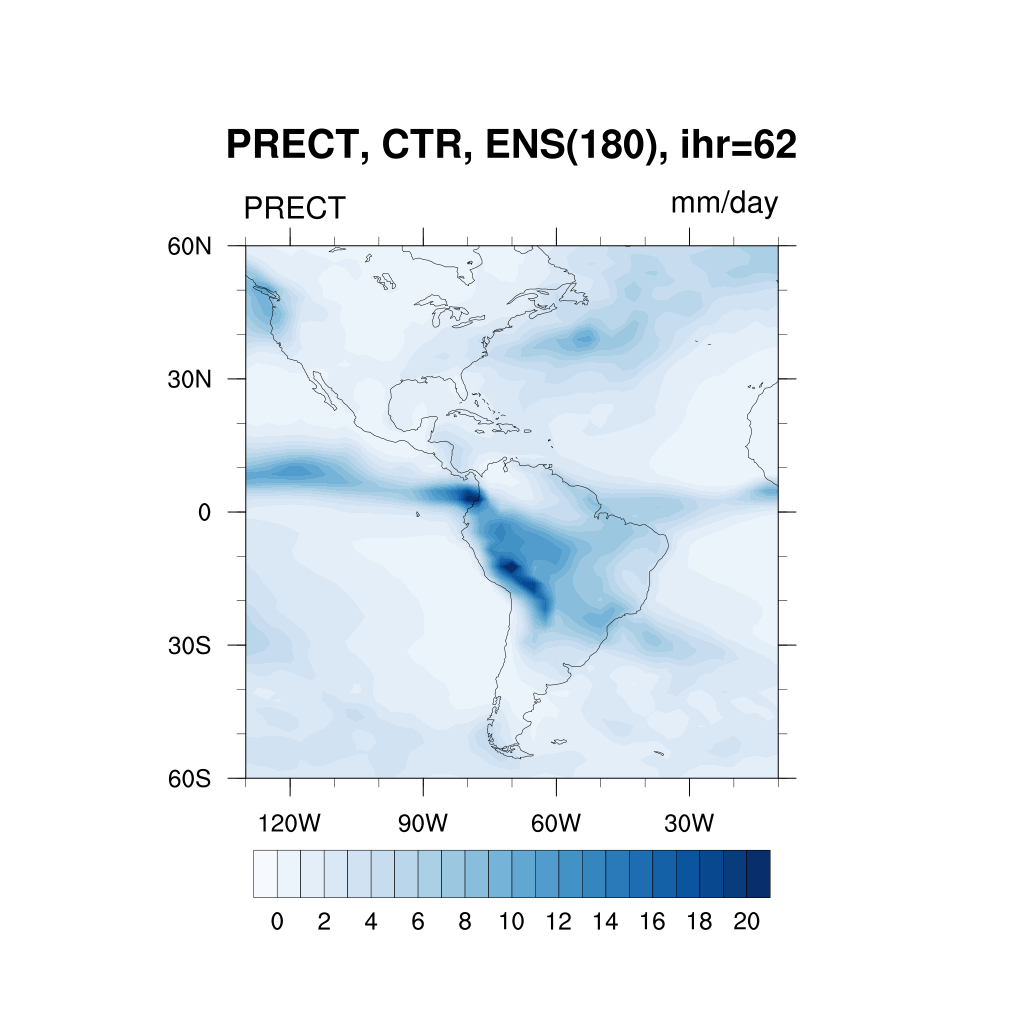 PRECT, CTR, ENS(180), ihr=62
PRECT mm/day
60N
30N
0
30S
60S
120W 90W 60W 30W
0 2 4 6 8 10 12 14 16 18 20